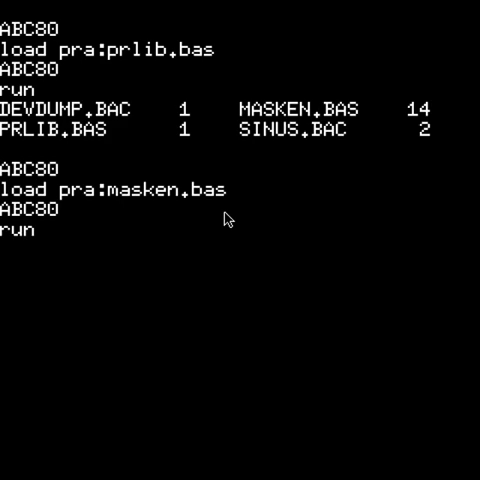 ABC80
load pra:prlib.bas
ABC80
run
DEVDUMP.BAC    1    MASKEN.BAS    14
PRLIB.BAS      1    SINUS.BAC      2
ABC80
load pra:masken.bas
ABC80
run